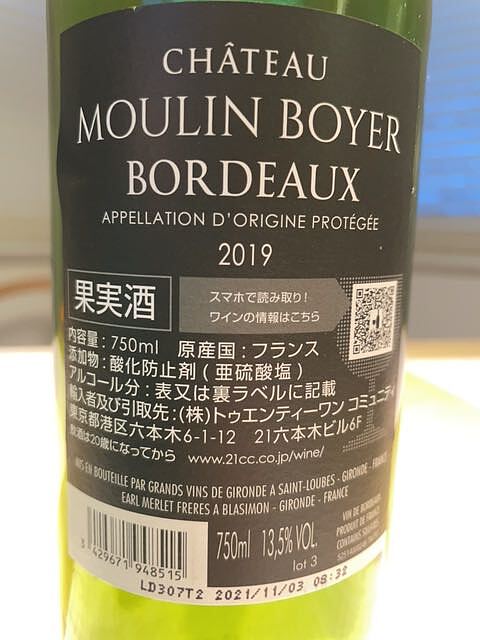 CHÂTEAU
MOULIN BOYER
BORDEAUX
APPELLATION D'ORIGINE PROTÉGÉE
2019
果実酒
スマホで読み取り!
ワインの情報はこちら
内容量:750ml 原産国:フランス
添加物:酸化防止剤(亜硫酸塩)
アルコール分:表又は裏ラベルに記載
輸入者及び引取先:(株)トゥエンティーワン コミュニティ
東京都港区六本木6-1-12 21六本木ビル6F
飲酒は20歳になってから www.21cc.co.jp/wine/
MIS EN BOUTEILLE PAR GRANDS VINS DE GIRONDE À SAINT-LOUBES - GIRONDE - FRANCE
EARL MERLET FRERES A BLASIMON - GIRONDE - FRANCE
VIN DE BORDEAUX
PRODUIT DE FRANCE
CONTAINS SULFITES
750ml 13,5% VOL.
lot 3
3 429671 948515
LD307T2 2021/11/03 08:32